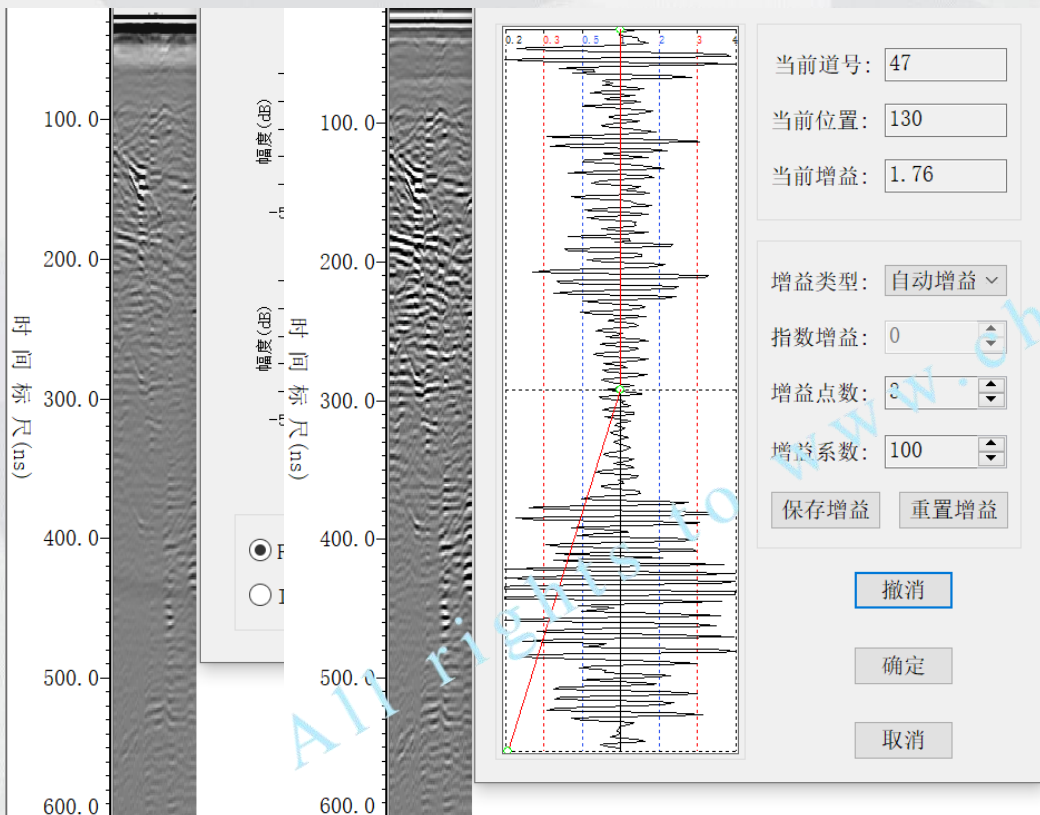 100.0
200.0
300.0
400.0
500.0
600.0
时间标尺(ns)
幅度(dB)
幅度(dB)
100.0
200.0
300.0
400.0
500.0
600.0
时间标尺(ns)
0.2 0.3 0.5 1 2 3 4
当前道号: 47
当前位置: 130
当前增益: 1.76
增益类型: 自动增益
指数增益: 0
增益点数: 3
增益系数: 100
保存增益 重置增益
撤消
确定
取消
All rights to www.ch